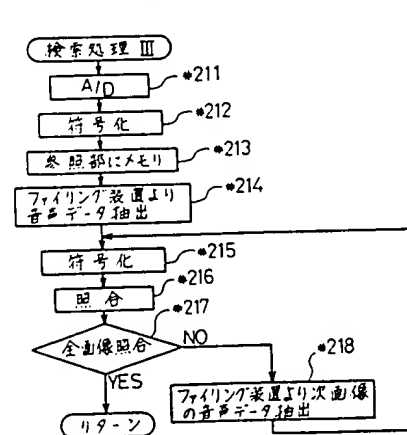 検索処理 Ⅲ
*211
A/D
*212
符号化
*213
参照部にメモリ
*214
ファイリング装置より
音声データ抽出
*215
符号化
*216
照合
*217
全画像照合
NO
YES
*218
ファイリング装置より次画像
の音声データ抽出
リターン